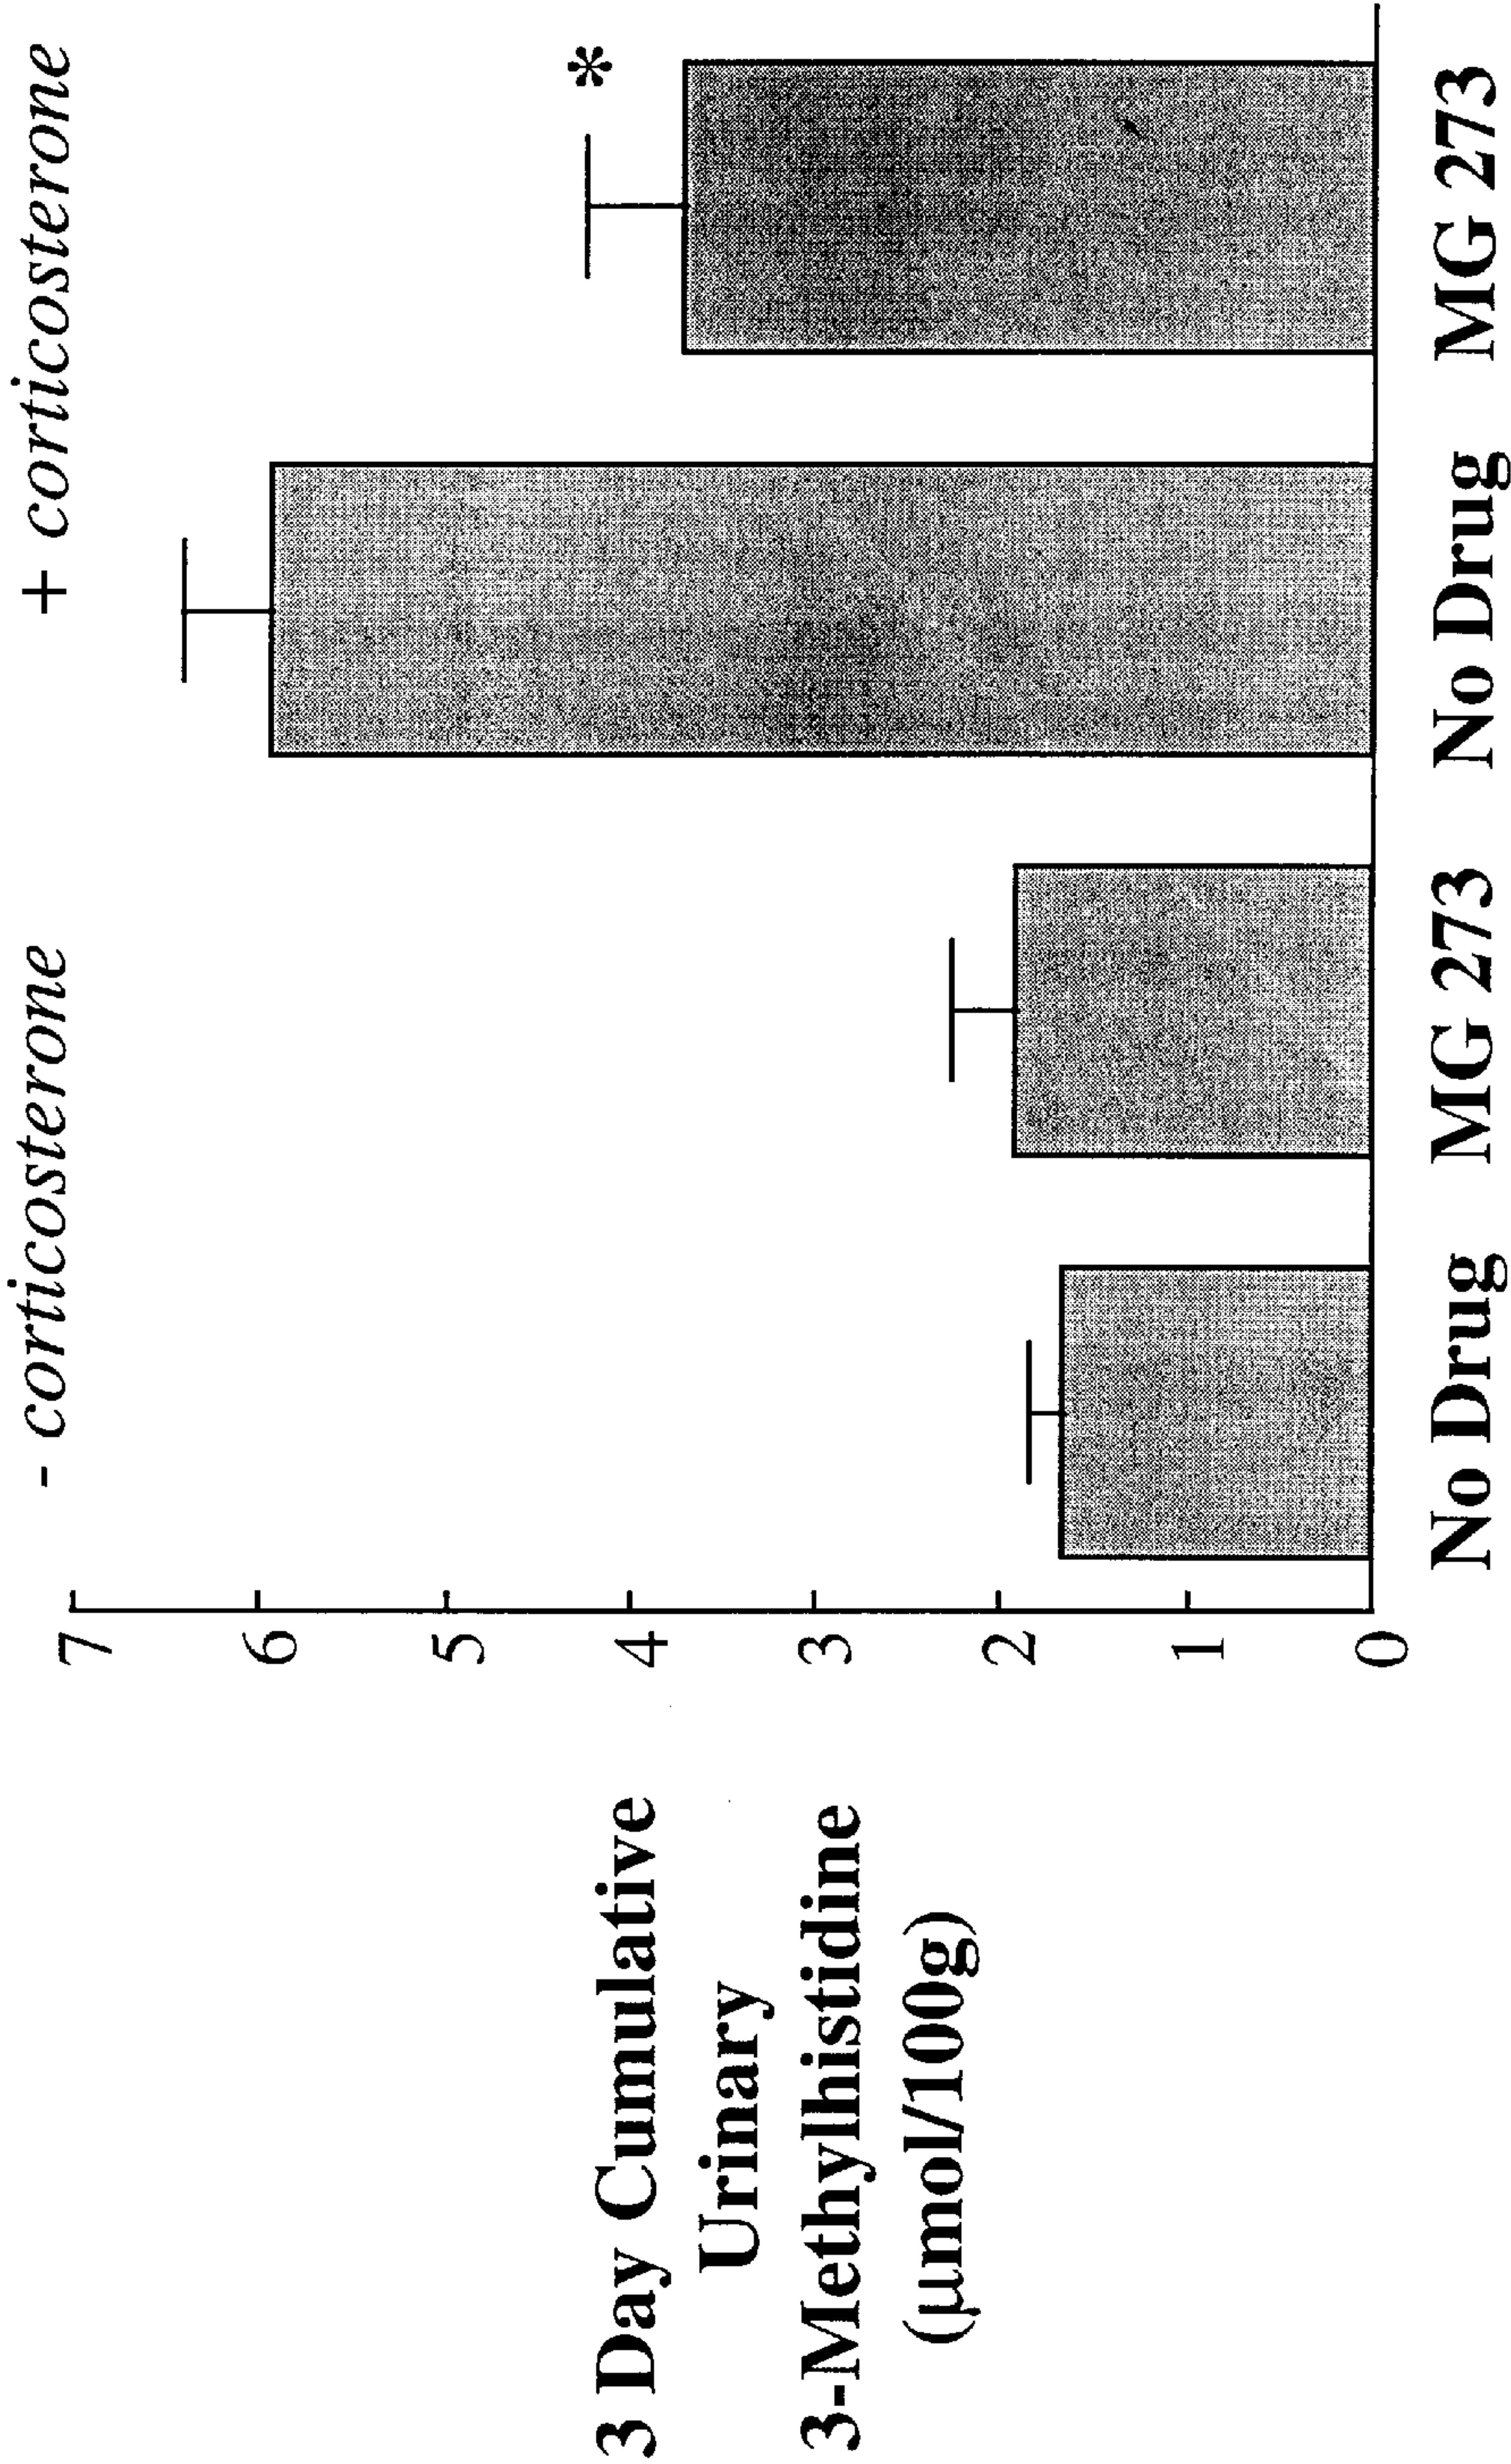 - corticosterone + corticosterone
3 Day Cumulative
Urinary
3-Methylhistidine
(μmol/100g)
7
6
5
4
3
2
1
0
*
No Drug MG 273 No Drug MG 273